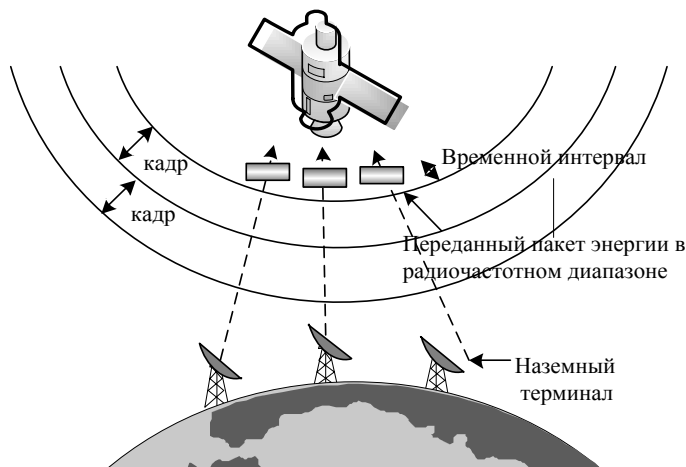 кадр
Временной интервал
кадр
Переданный пакет энергии в
радиочастотном диапазоне
Наземный
терминал